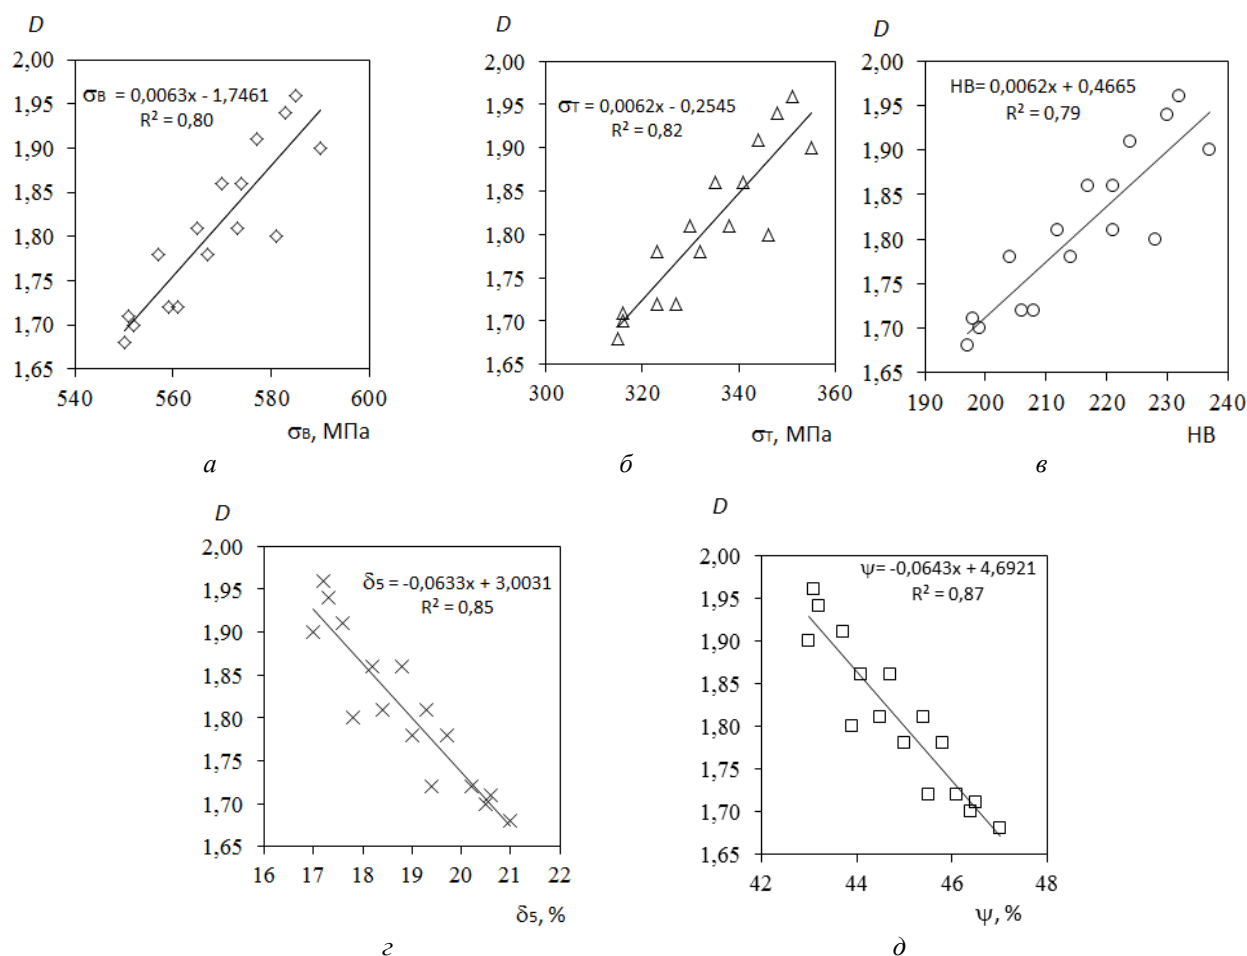 D
2,00
1,95
1,90
1,85
1,80
1,75
1,70
1,65
σв = 0,0063x - 1,7461
R² = 0,80
540 560 580 600
σв, МПа
а
D
2,00
1,95
1,90
1,85
1,80
1,75
1,70
1,65
σт = 0,0062x - 0,2545
R² = 0,82
300 320 340 360
σт, МПа
б
D
2,00
1,95
1,90
1,85
1,80
1,75
1,70
1,65
HB= 0,0062x + 0,4665
R² = 0,79
190 200 210 220 230 240
HB
в
D
2,00
1,95
1,90
1,85
1,80
1,75
1,70
1,65
δ5 = -0,0633x + 3,0031
R² = 0,85
16 17 18 19 20 21 22
δ5, %
г
D
2,00
1,95
1,90
1,85
1,80
1,75
1,70
1,65
ψ= -0,0643x + 4,6921
R² = 0,87
42 44 46 48
ψ, %
д